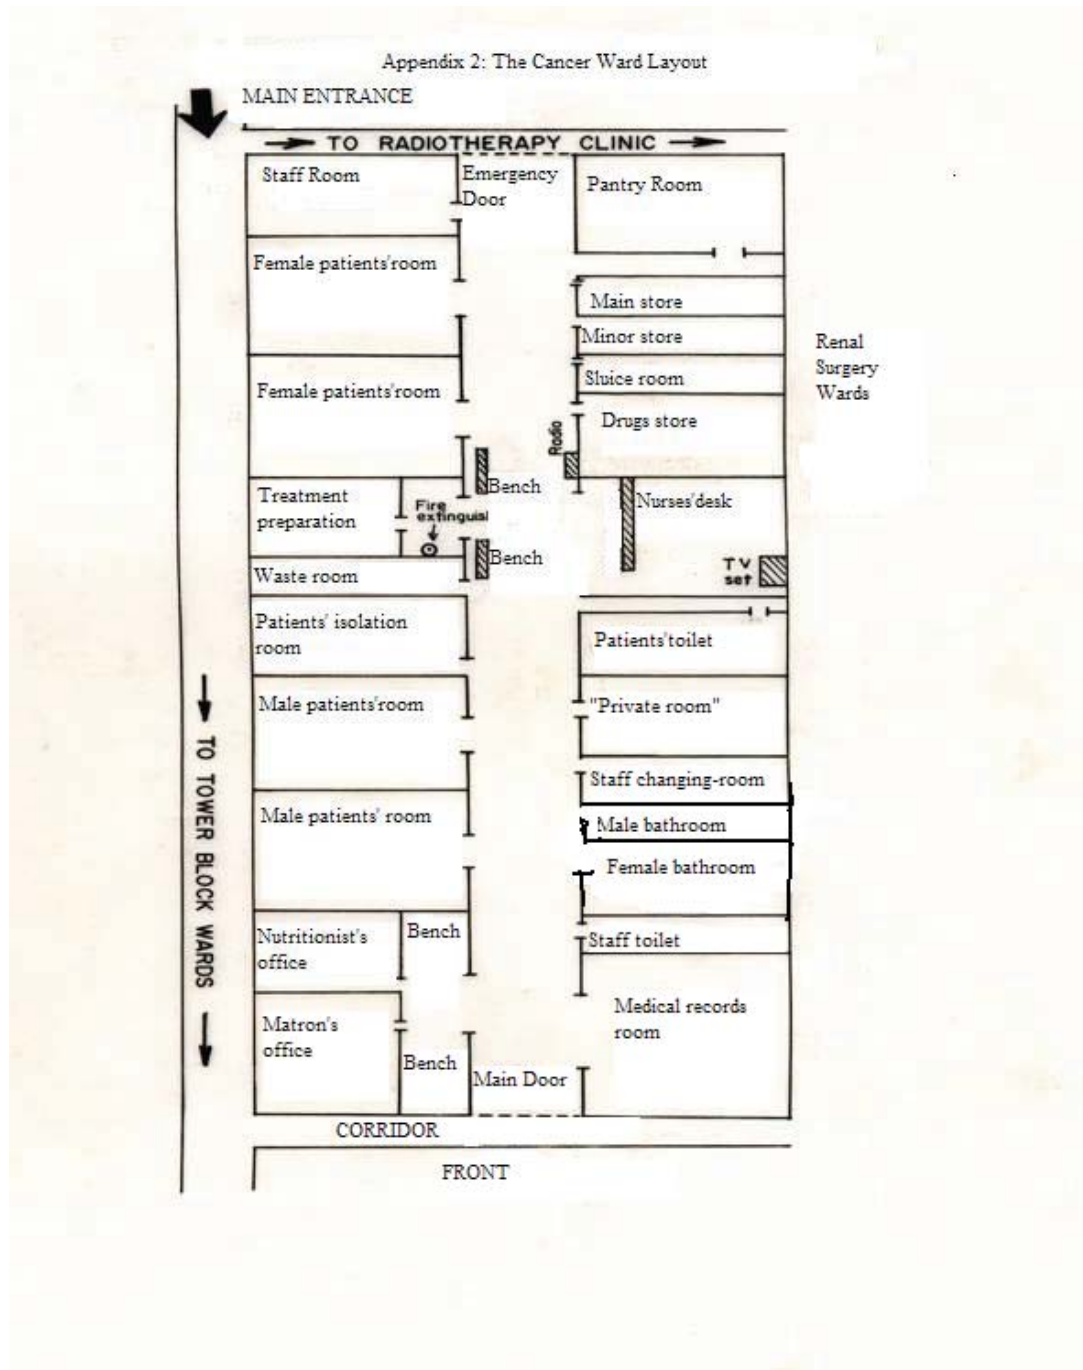 Appendix 2: The Cancer Ward Layout
MAIN ENTRANCE
TO RADIOTHERAPY CLINIC
Staff Room
Emergency
Door
Pantry Room
Female patients'room
Main store
Minor store
Renal
Surgery
Wards
Sluice room
Female patients'room
Drugs store
Radio
Bench
Treatment
preparation
Fire
extinguis
Nurses'desk
Bench
TV
set
Waste room
Patients' isolation
room
Patients'toilet
Male patients'room
"Private room"
TO TOWER BLOCK WARDS
Staff changing-room
Male patients' room
Male bathroom
Female bathroom
Nutritionist's
office
Bench
Staff toilet
Medical records
room
Matron's
office
Bench
Main Door
CORRIDOR
FRONT